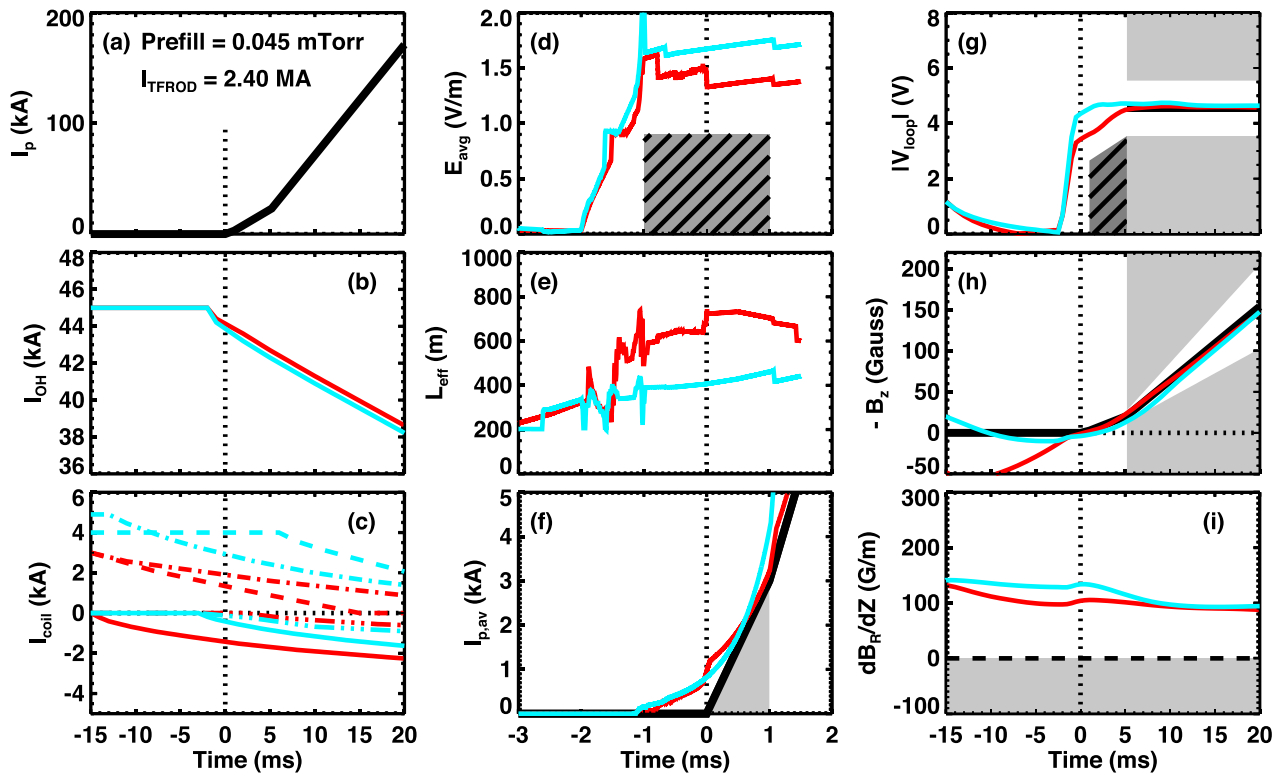 (a) Prefill = 0.045 mTorr
I_TFROD = 2.40 MA
I_p (kA)
200
100
0
(b)
I_OH (kA)
46
45
44
42
40
38
36
(c)
I_coil (kA)
6
4
2
0
-2
-4
-15 -10 -5 0 5 10 15 20
Time (ms)
(d)
E_avg (V/m)
2.0
1.5
1.0
0.5
0.0
(e)
L_eff (m)
1000
800
600
400
200
0
(f)
I_p,av (kA)
5
4
3
2
1
0
-3 -2 -1 0 1 2
Time (ms)
(g)
IV_loopI (V)
8
6
4
2
0
(h)
- B_z (Gauss)
200
150
100
50
0
-50
(i)
dB_R/dZ (G/m)
300
200
100
0
-100
-15 -10 -5 0 5 10 15 20
Time (ms)